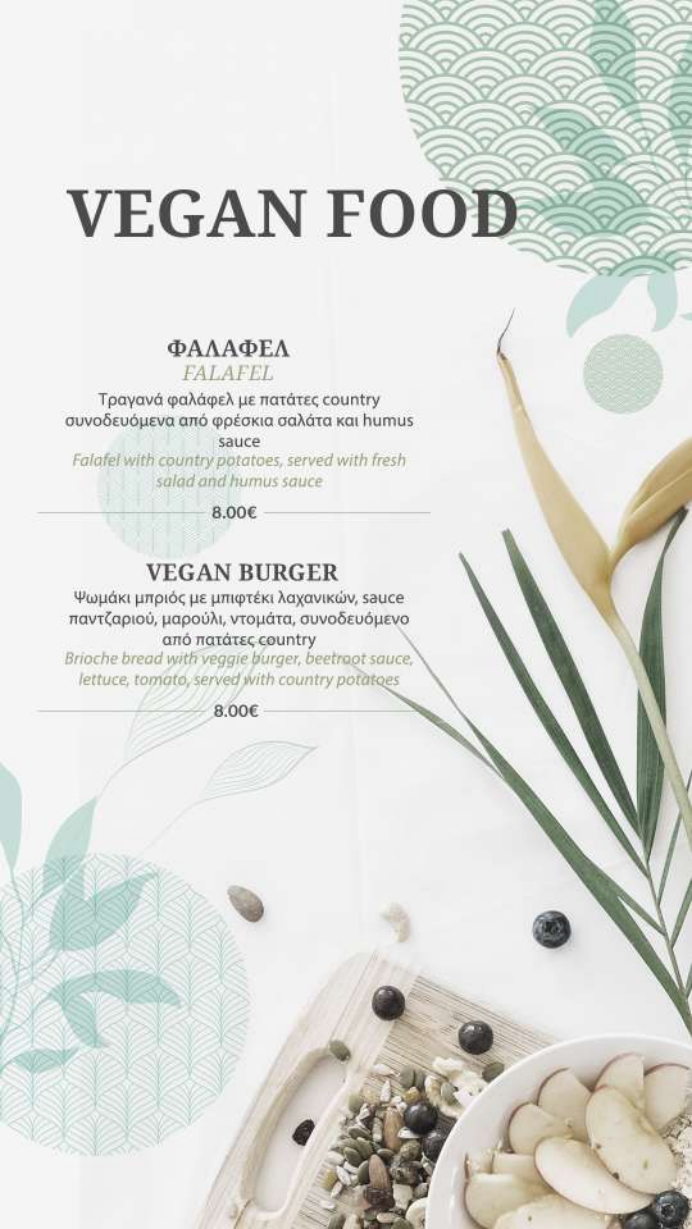 VEGAN FOOD
ΦΑΛΑΦΕΛ
FALAFEL
Τραγανά φαλάφελ με πατάτες country
συνοδευόμενα από φρέσκια σαλάτα και humus
sauce
Falafel with country potatoes, served with fresh
salad and humus sauce
8.00€
VEGAN BURGER
Ψωμάκι μπριός με μπιφτέκι λαχανικών, sauce
παντζαριού, μαρούλι, ντομάτα, συνοδευόμενο
από πατάτες country
Brioche bread with veggie burger, beetroot sauce,
lettuce, tomato, served with country potatoes
8.00€